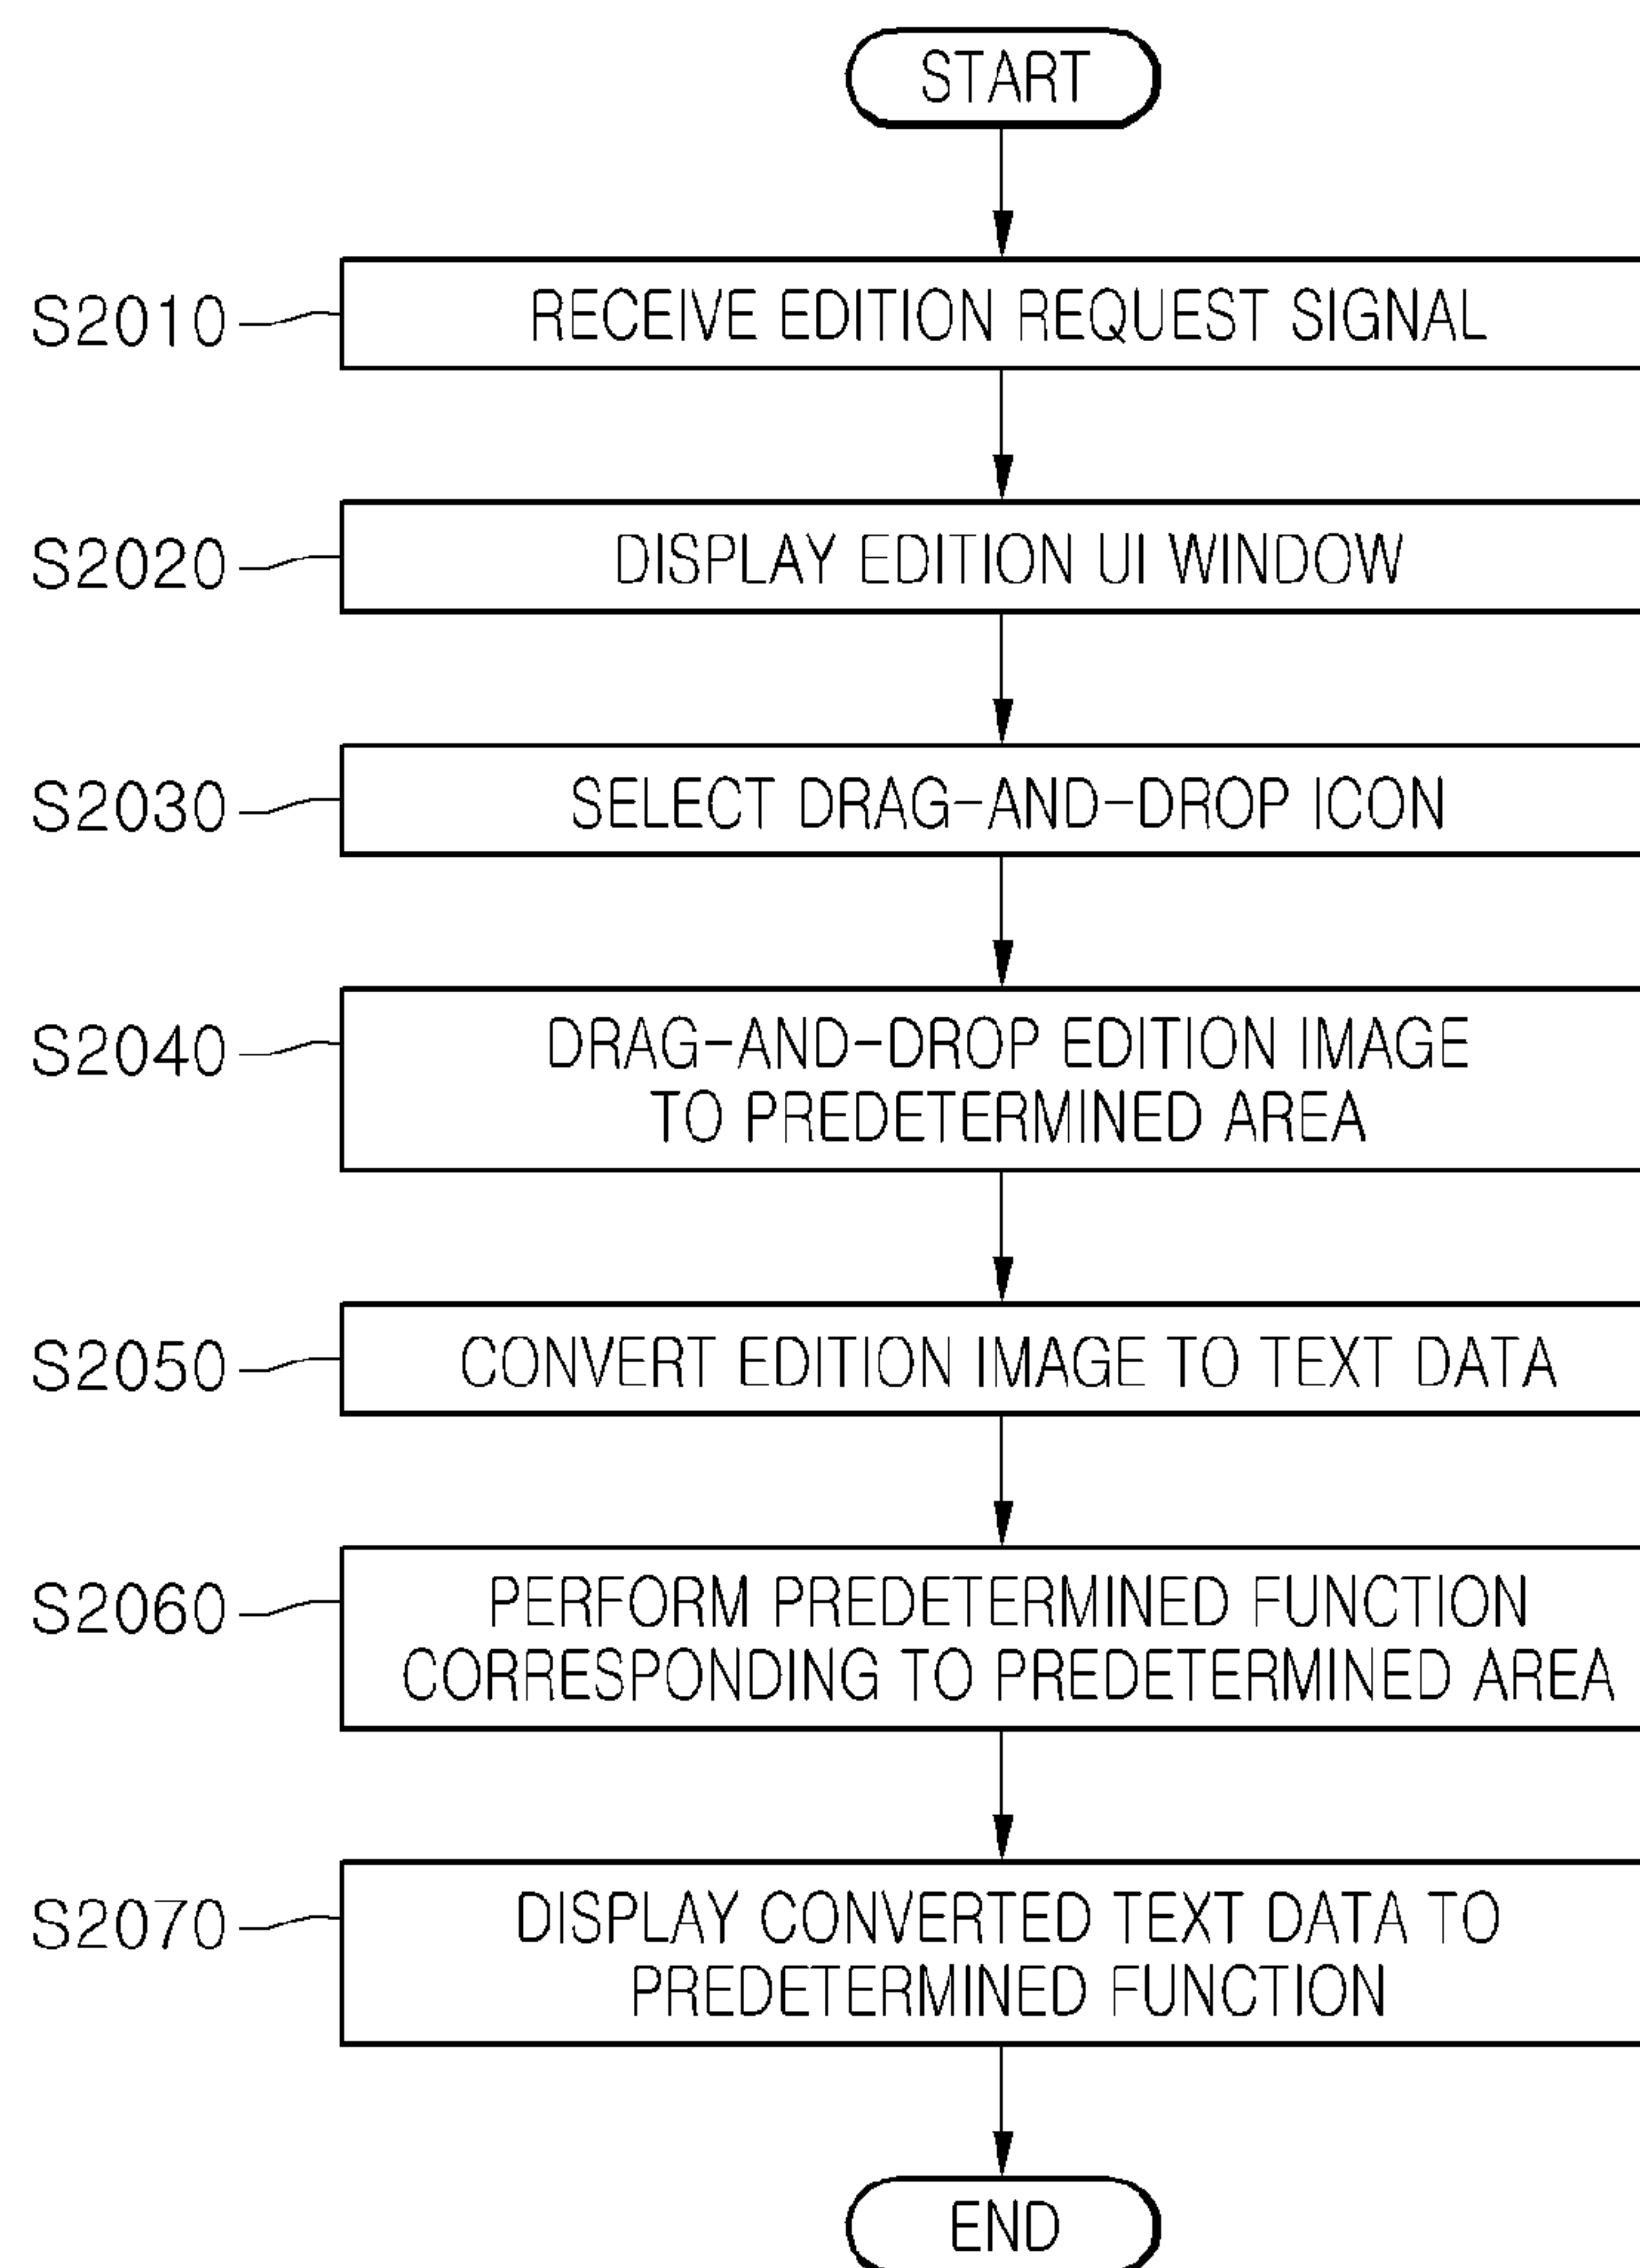 START
S2010
RECEIVE EDITION REQUEST SIGNAL
S2020
DISPLAY EDITION UI WINDOW
S2030
SELECT DRAG-AND-DROP ICON
S2040
DRAG-AND-DROP EDITION IMAGE
TO PREDETERMINED AREA
S2050
CONVERT EDITION IMAGE TO TEXT DATA
S2060
PERFORM PREDETERMINED FUNCTION
CORRESPONDING TO PREDETERMINED AREA
S2070
DISPLAY CONVERTED TEXT DATA TO
PREDETERMINED FUNCTION
END